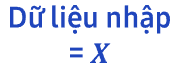 Dữ liệu nhập
= X